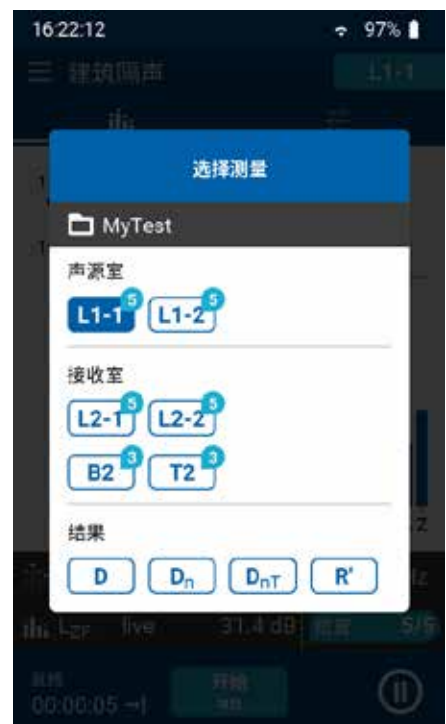 16:22:12 97%
建筑隔声 L1-1
选择测量
MyTest
声源室
L1-1 5 L1-2 5
接收室
L2-1 5 L2-2 5
B2 3 T2 3
结果
D Dn DnT R'
Z
Hz
LZF live 31.4 dB 5/5
00:00:05 开始